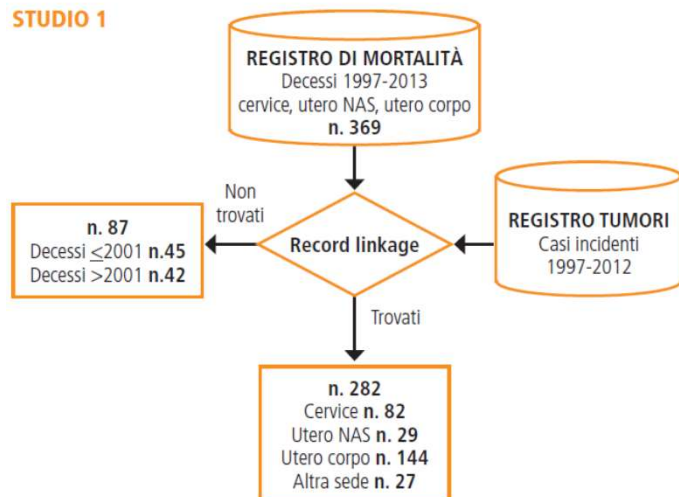 STUDIO 1
REGISTRO DI MORTALITÀ
Decessi 1997-2013
cervice, utero NAS, utero corpo
n. 369
Non
trovati
n. 87
Decessi ≤2001 n.45
Decessi >2001 n.42
Record linkage
REGISTRO TUMORI
Casi incidenti
1997-2012
Trovati
n. 282
Cervice n. 82
Utero NAS n. 29
Utero corpo n. 144
Altra sede n. 27